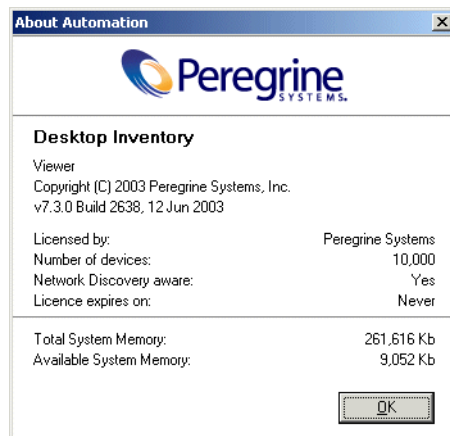 About Automation
Peregrine
SYSTEMS.
Desktop Inventory
Viewer
Copyright (C) 2003 Peregrine Systems, Inc.
v7.3.0 Build 2638, 12 Jun 2003
Licensed by: Peregrine Systems
Number of devices: 10,000
Network Discovery aware: Yes
Licence expires on: Never
Total System Memory: 261,616 Kb
Available System Memory: 9,052 Kb
OK